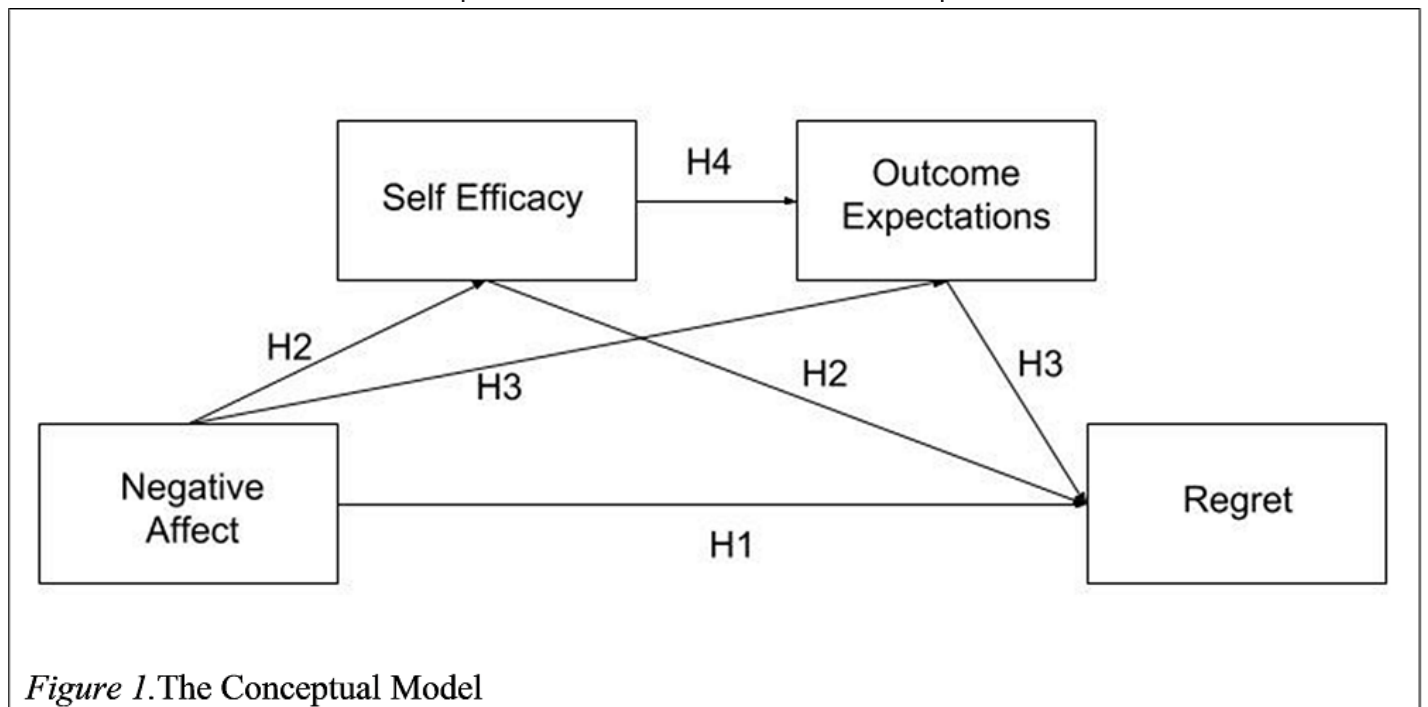 H4
Self Efficacy
Outcome
Expectations
H2
H3
H2
H3
Negative
Affect
Regret
H1
Figure 1.The Conceptual Model